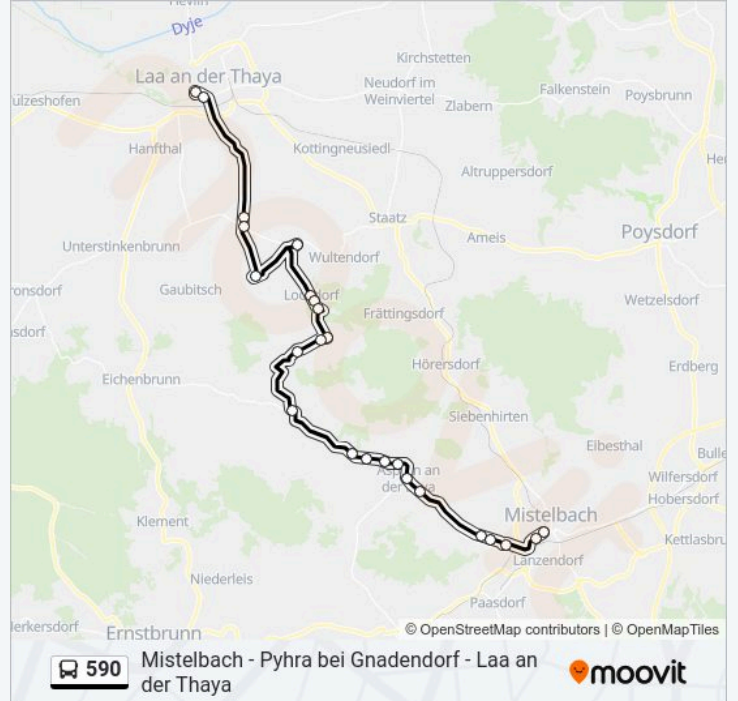 Dyje
Kirchstetten
Laa an der Thaya
Neudorf im
Weinviertel
Falkenstein
Poysbrunn
ülzeshofen
Zlabern
Hanfthal
Kottingneusiedl
Altruppersdorf
Staatz
Ameis
Poysdorf
Unterstinkenbrunn
Wultendorf
Gaubitsch
Wetzelsdorf
Frättingsdorf
Hörersdorf
Erdberg
Eichenbrunn
Siebenhirten
Eibesthal
Wilfersdorf
Hobersdorf
Mistelbach
Klement
Lanzendorf
Niederleis
Paasdorf
Ernstbrunn
© OpenStreetMap contributors | © OpenMapTiles
590
Mistelbach - Pyhra bei Gnadendorf - Laa an
der Thaya
moovit